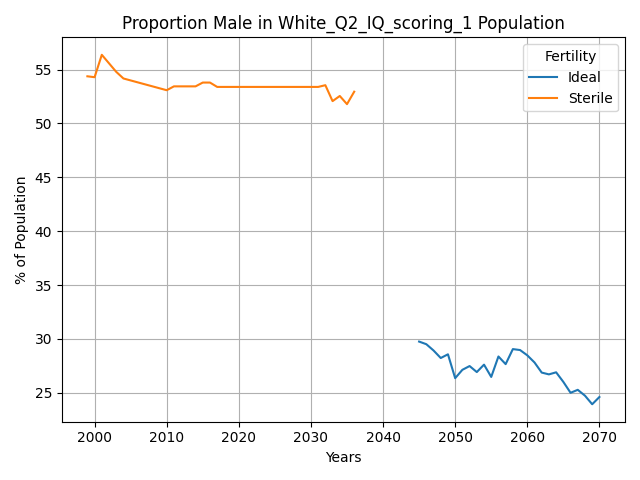 Proportion Male in White_Q2_IQ_scoring_1 Population
Fertility
Ideal
Sterile
% of Population
55
50
45
40
35
30
25
2000
2010
2020
2030
2040
2050
2060
2070
Years